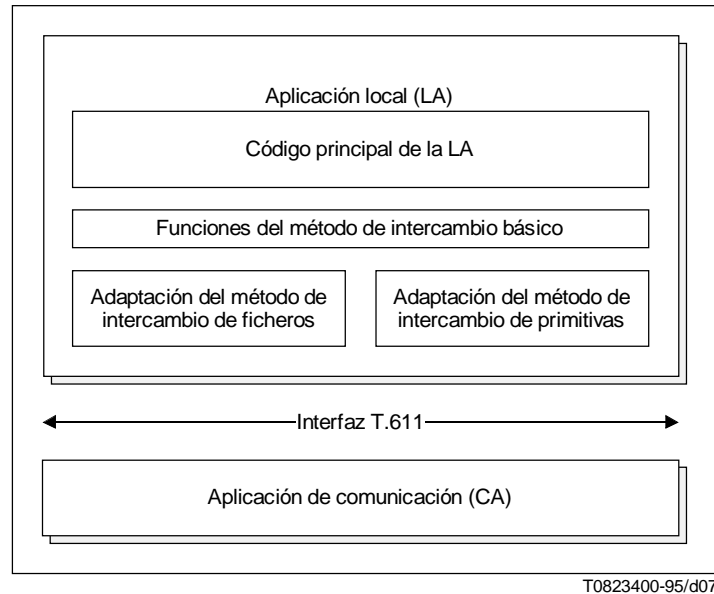 Aplicación local (LA)
Código principal de la LA
Funciones del método de intercambio básico
Adaptación del método de
intercambio de ficheros
Adaptación del método de
intercambio de primitivas
Interfaz T.611
Aplicación de comunicación (CA)
T0823400-95/d07